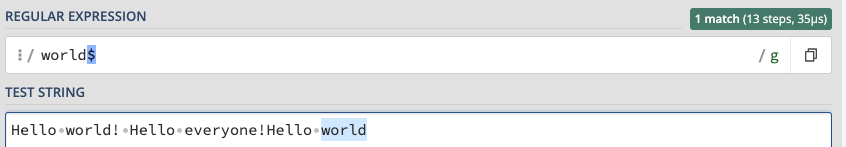 REGULAR EXPRESSION
1 match (13 steps, 35μs)
/ world$
/ g
TEST STRING
Hello•world!•Hello•everyone!Hello•world